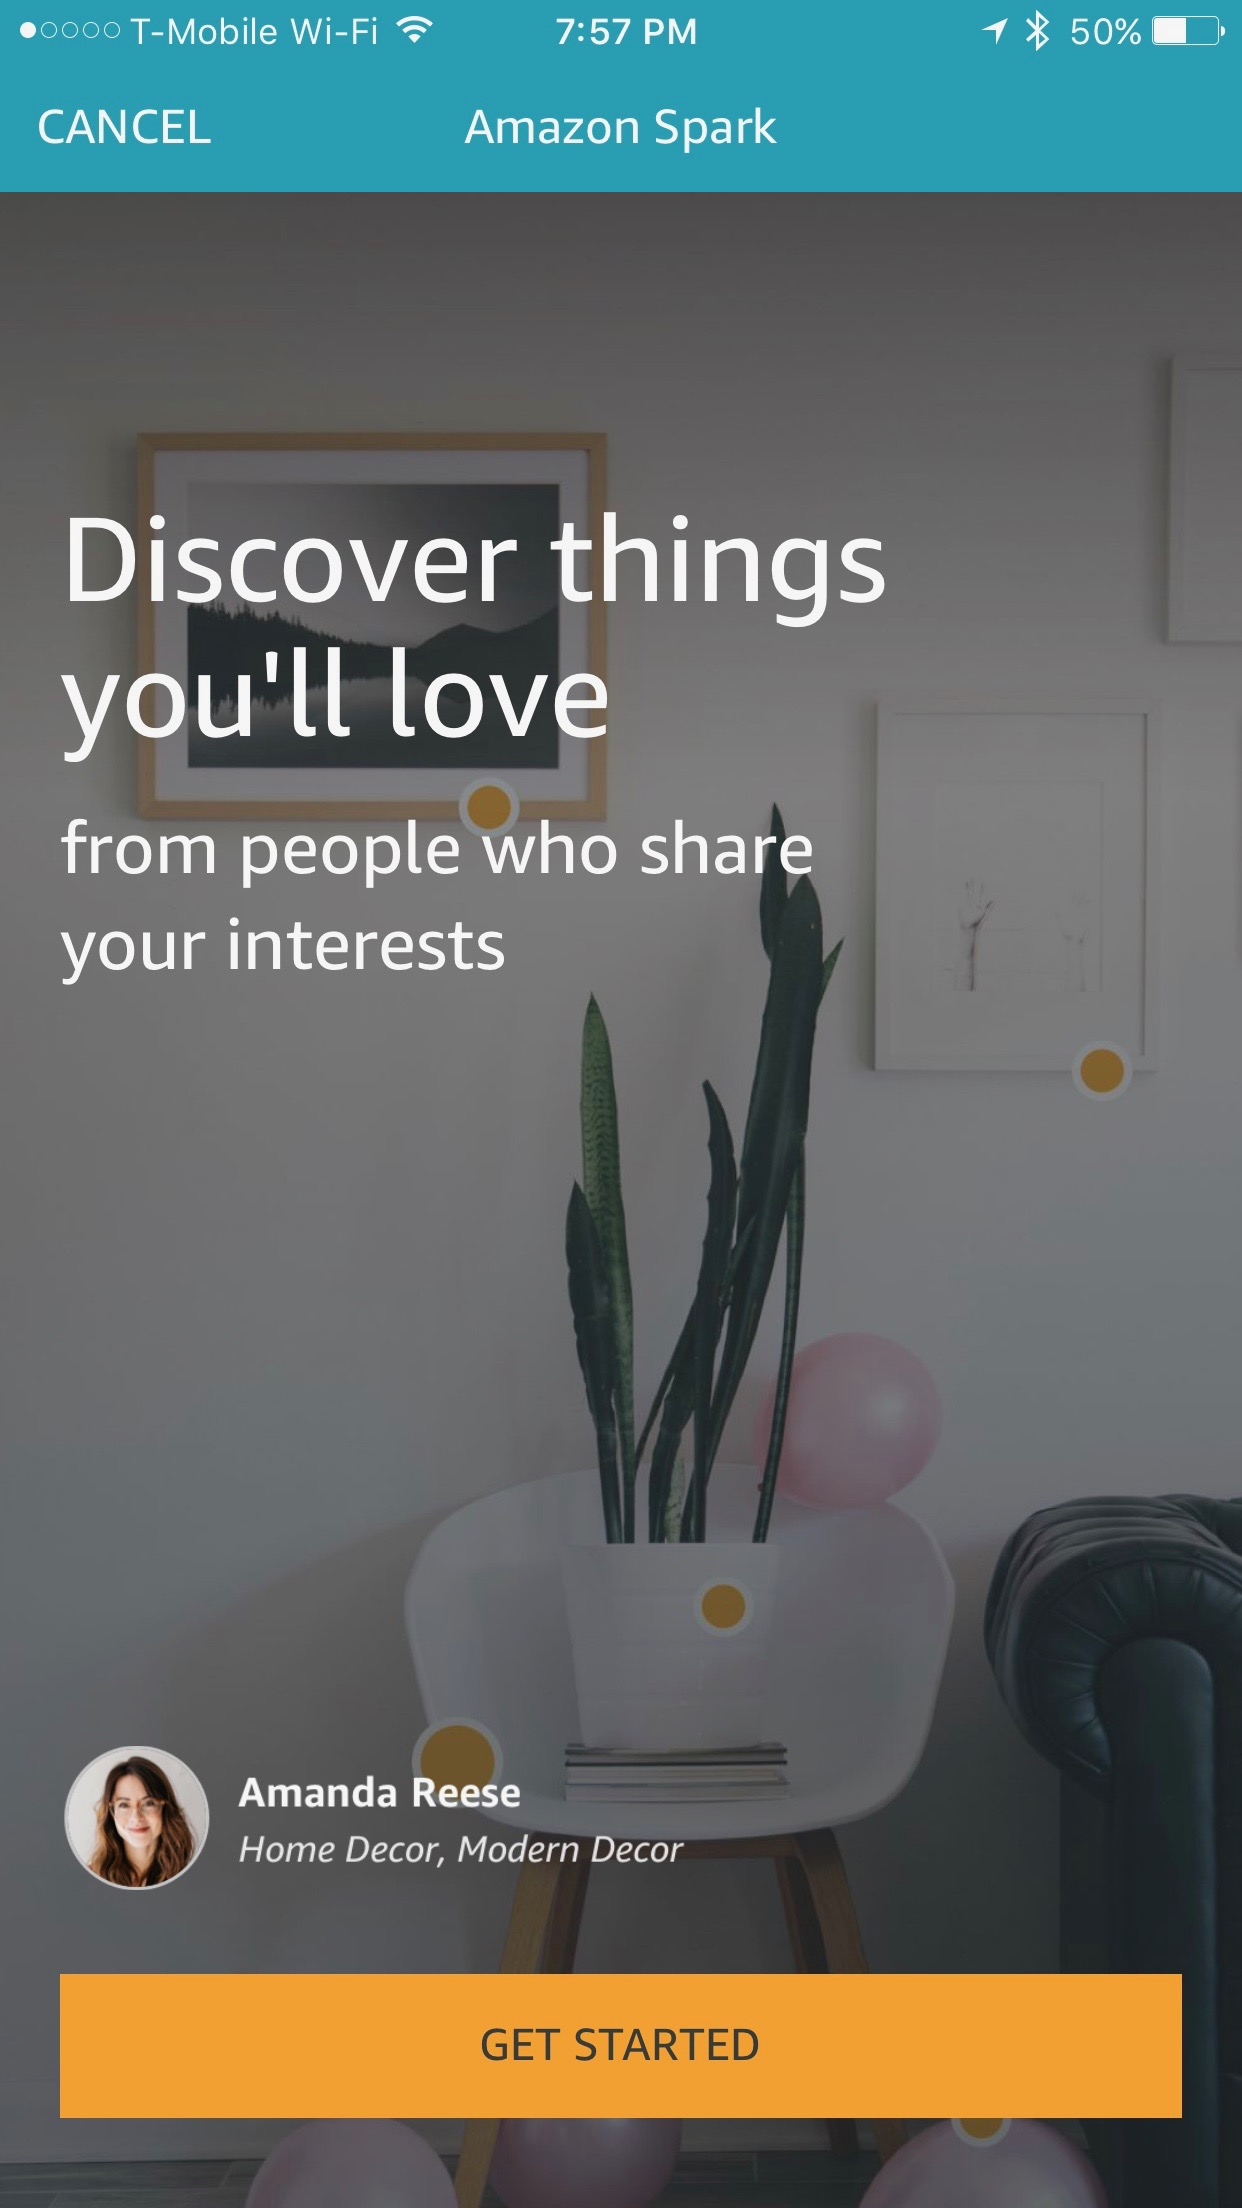 T-Mobile Wi-Fi 7:57 PM 50%
CANCEL Amazon Spark
Discover things
you'll love
from people who share
your interests
Amanda Reese
Home Decor, Modern Decor
GET STARTED